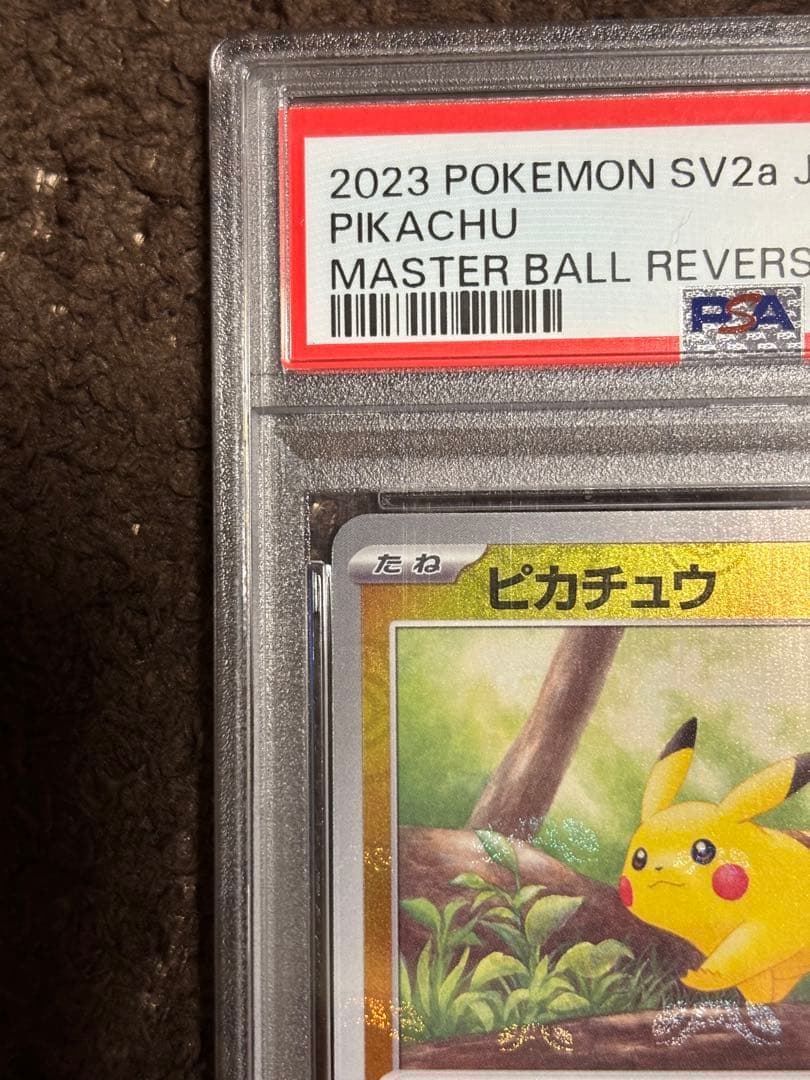 2023 POKEMON SV2a J
PIKACHU
MASTER BALL REVERS
PSA
たね
ピカチュウ